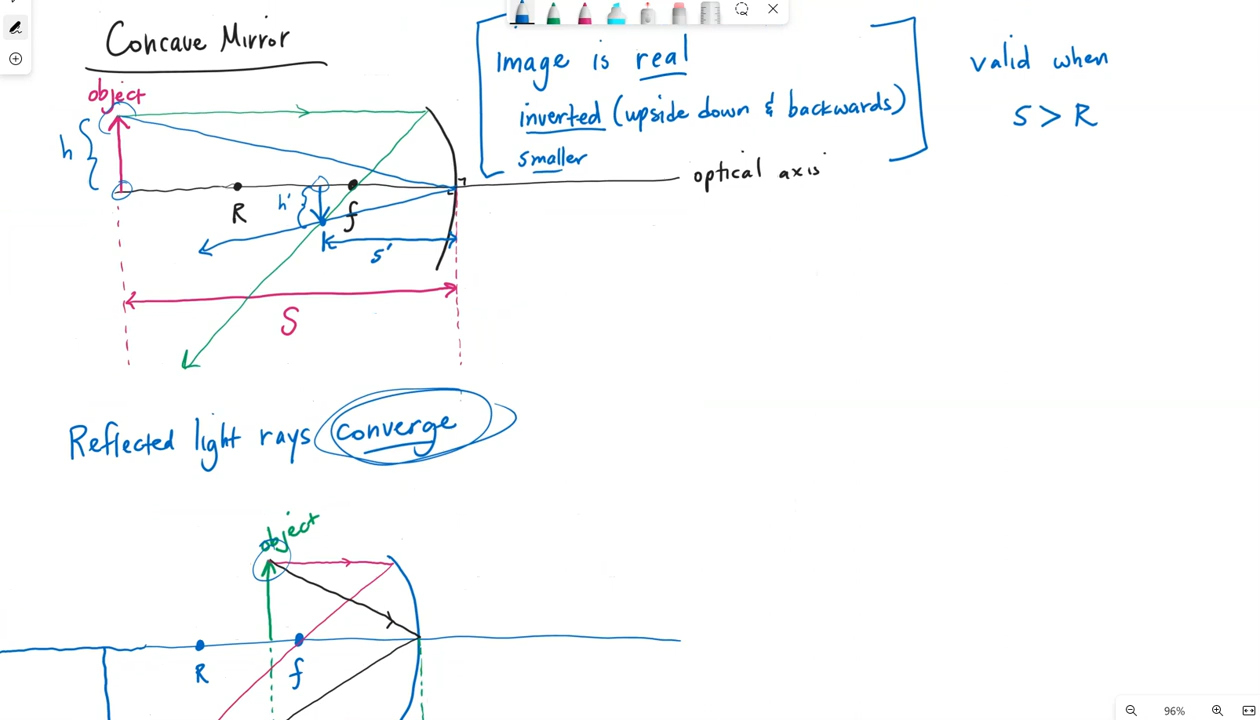 Concave Mirror
Image is real
inverted (upside down & backwards)
smaller
valid when
S > R
object
h
optical axis
R
h'
f
s'
S
Reflected light rays converge
object
R
f
96%